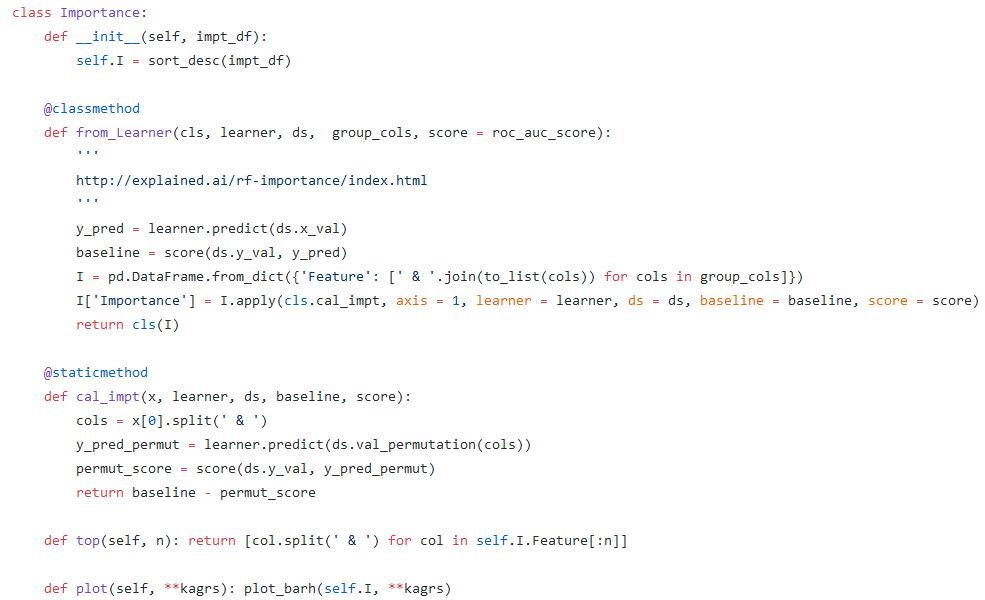 class Importance:
    def __init__(self, impt_df):
        self.I = sort_desc(impt_df)

    @classmethod
    def from_Learner(cls, learner, ds,  group_cols, score = roc_auc_score):
        '''
        http://explained.ai/rf-importance/index.html
        '''
        y_pred = learner.predict(ds.x_val)
        baseline = score(ds.y_val, y_pred)
        I = pd.DataFrame.from_dict({'Feature': [' & '.join(to_list(cols)) for cols in group_cols]})
        I['Importance'] = I.apply(cls.cal_impt, axis = 1, learner = learner, ds = ds, baseline = baseline, score = score)
        return cls(I)

    @staticmethod
    def cal_impt(x, learner, ds, baseline, score):
        cols = x[0].split(' & ')
        y_pred_permut = learner.predict(ds.val_permutation(cols))
        permut_score = score(ds.y_val, y_pred_permut)
        return baseline - permut_score

    def top(self, n): return [col.split(' & ') for col in self.I.Feature[:n]]

    def plot(self, **kagrs): plot_barh(self.I, **kagrs)